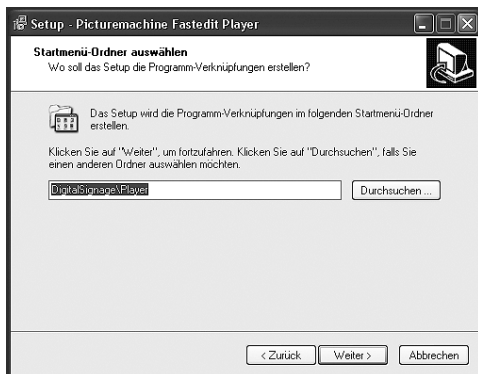 Setup - Picturemachine Fastedit Player
Startmenü-Ordner auswählen
Wo soll das Setup die Programm-Verknüpfungen erstellen?
Das Setup wird die Programm-Verknüpfungen im folgenden Startmenü-Ordner
erstellen.
Klicken Sie auf "Weiter", um fortzufahren. Klicken Sie auf "Durchsuchen", falls Sie
einen anderen Ordner auswählen möchten.
DigitalSignage\Player
Durchsuchen ...
< Zurück
Weiter >
Abbrechen